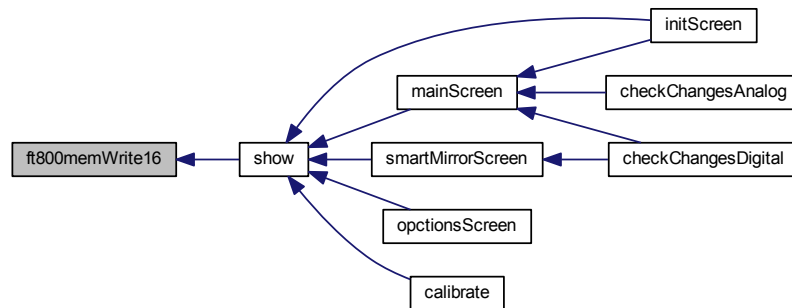 initScreen
mainScreen
checkChangesAnalog
ft800memWrite16
show
smartMirrorScreen
checkChangesDigital
opctionsScreen
calibrate